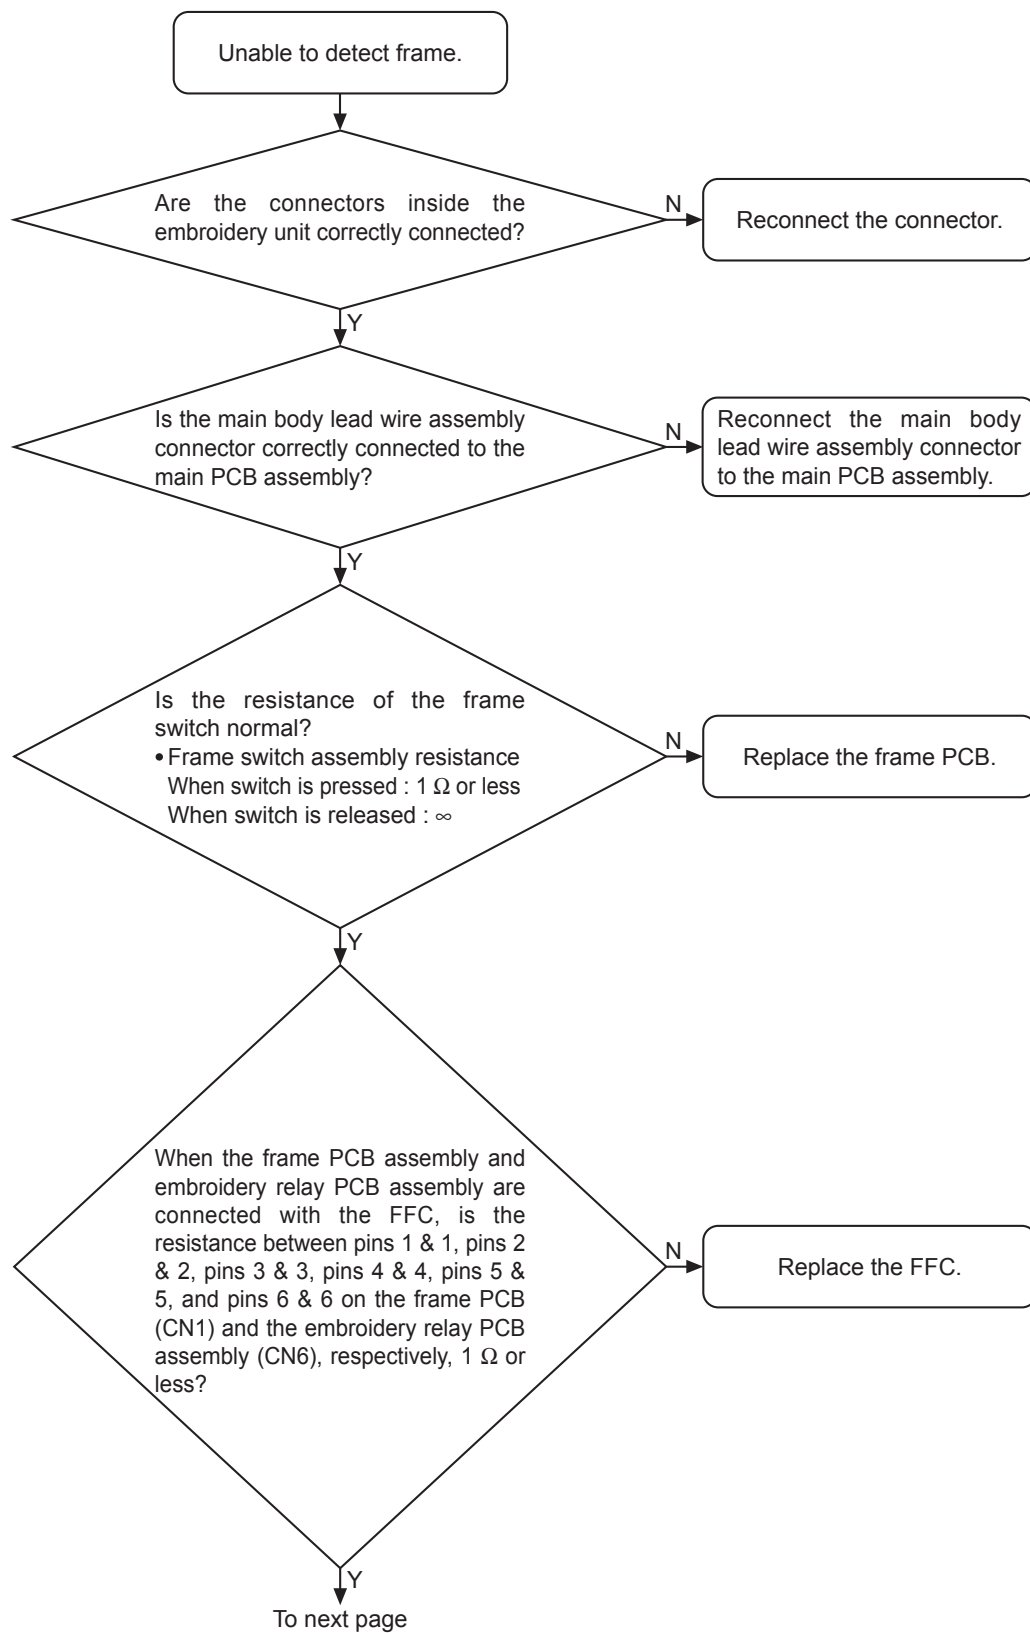 Unable to detect frame.
Are the connectors inside the
embroidery unit correctly connected?
N
Reconnect the connector.
Y
Is the main body lead wire assembly
connector correctly connected to the
main PCB assembly?
N
Reconnect the main body
lead wire assembly connector
to the main PCB assembly.
Y
Is the resistance of the frame
switch normal?
• Frame switch assembly resistance
When switch is pressed : 1 Ω or less
When switch is released : ∞
N
Replace the frame PCB.
Y
When the frame PCB assembly and
embroidery relay PCB assembly are
connected with the FFC, is the
resistance between pins 1 & 1, pins 2
& 2, pins 3 & 3, pins 4 & 4, pins 5 &
5, and pins 6 & 6 on the frame PCB
(CN1) and the embroidery relay PCB
assembly (CN6), respectively, 1 Ω or
less?
N
Replace the FFC.
Y
To next page